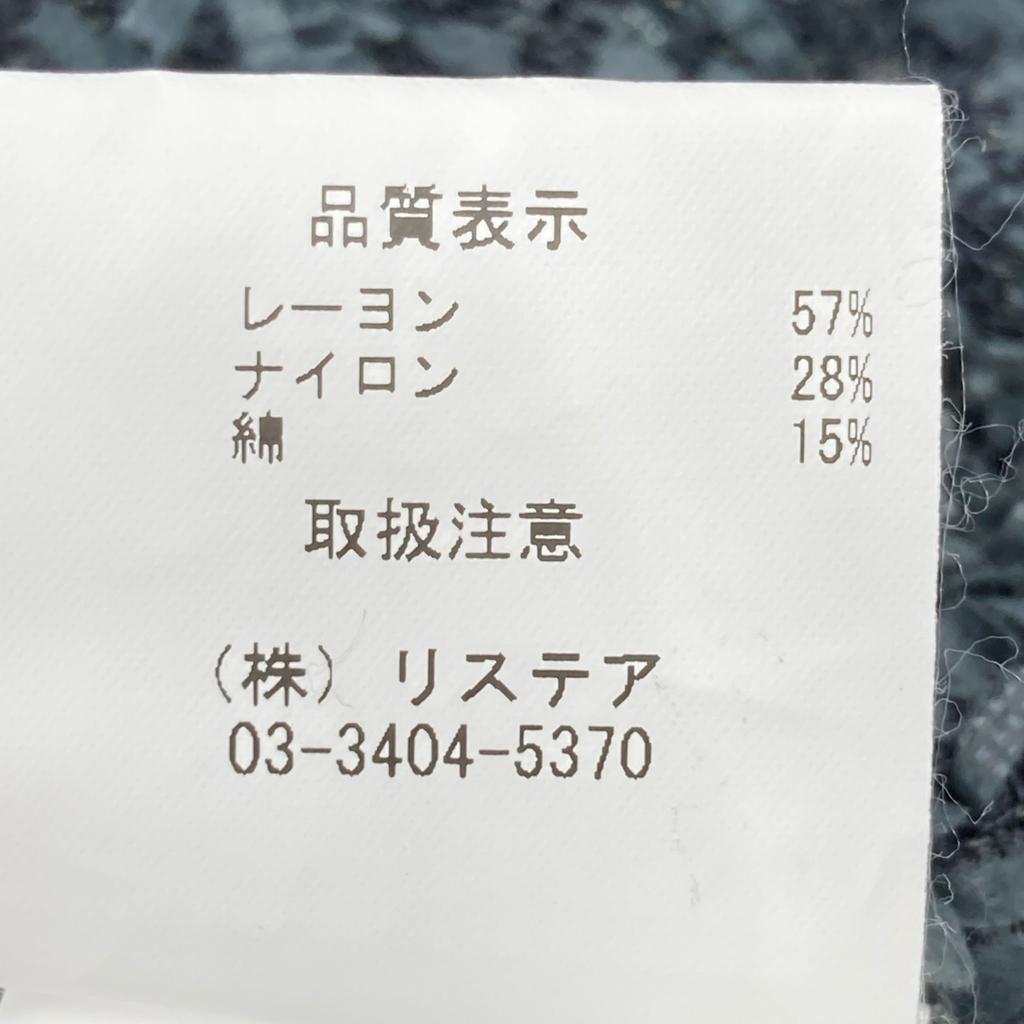 品質表示
レーヨン 57%
ナイロン 28%
綿 15%
取扱注意
(株) リステア
03-3404-5370